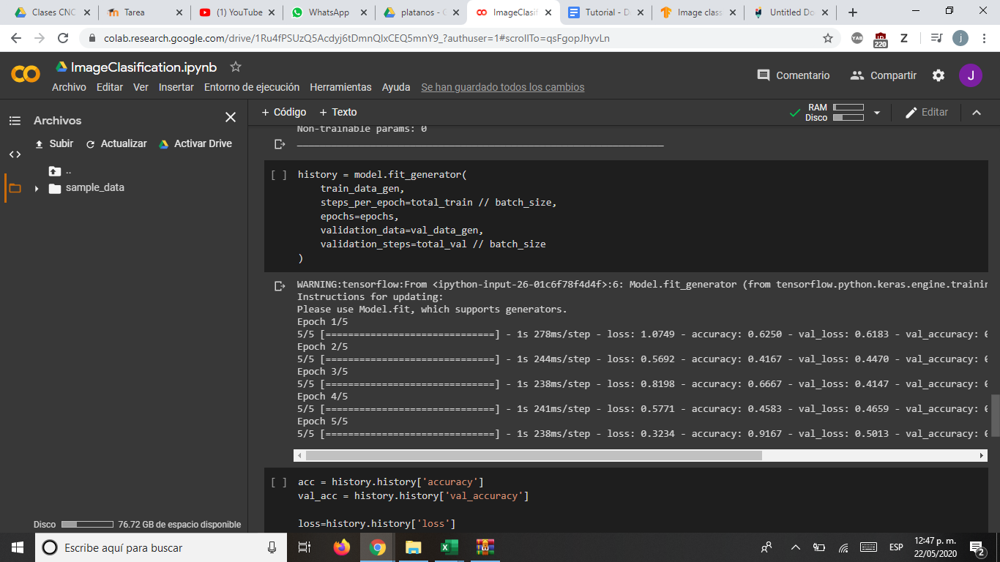 Clases CNC
Tarea
(1) YouTube
WhatsApp
platanos - G
ImageClasif
Tutorial - D
Image class
Untitled Do
colab.research.google.com/drive/1Ru4fPSUzQ5Acdyj6tDmnQlxCEQ5mnY9_?authuser=1#scrollTo=qsFgopJhyvLn
YAB
220
Z
j
ImageClasification.ipynb
Comentario
Compartir
J
Archivo Editar Ver Insertar Entorno de ejecución Herramientas Ayuda Se han guardado todos los cambios
Archivos
+ Código + Texto
RAM
Disco
Editar
Subir Actualizar Activar Drive
..
sample_data
Non-trainable params: 0
[ ] history = model.fit_generator(
train_data_gen,
steps_per_epoch=total_train // batch_size,
epochs=epochs,
validation_data=val_data_gen,
validation_steps=total_val // batch_size
)
WARNING:tensorflow:From <ipython-input-26-01c6f78f4d4f>:6: Model.fit_generator (from tensorflow.python.keras.engine.trainin
Instructions for updating:
Please use Model.fit, which supports generators.
Epoch 1/5
5/5 [==============================] - 1s 278ms/step - loss: 1.0749 - accuracy: 0.6250 - val_loss: 0.6183 - val_accuracy: 0
Epoch 2/5
5/5 [==============================] - 1s 244ms/step - loss: 0.5692 - accuracy: 0.4167 - val_loss: 0.4470 - val_accuracy: 0
Epoch 3/5
5/5 [==============================] - 1s 238ms/step - loss: 0.8198 - accuracy: 0.6667 - val_loss: 0.4147 - val_accuracy: 0
Epoch 4/5
5/5 [==============================] - 1s 241ms/step - loss: 0.5771 - accuracy: 0.4583 - val_loss: 0.4659 - val_accuracy: 0
Epoch 5/5
5/5 [==============================] - 1s 238ms/step - loss: 0.3234 - accuracy: 0.9167 - val_loss: 0.5013 - val_accuracy: 0
[ ] acc = history.history['accuracy']
val_acc = history.history['val_accuracy']
loss=history.history['loss']
Disco 76.72 GB de espacio disponible
Escribe aquí para buscar
ESP
12:47 p. m.
22/05/2020
2